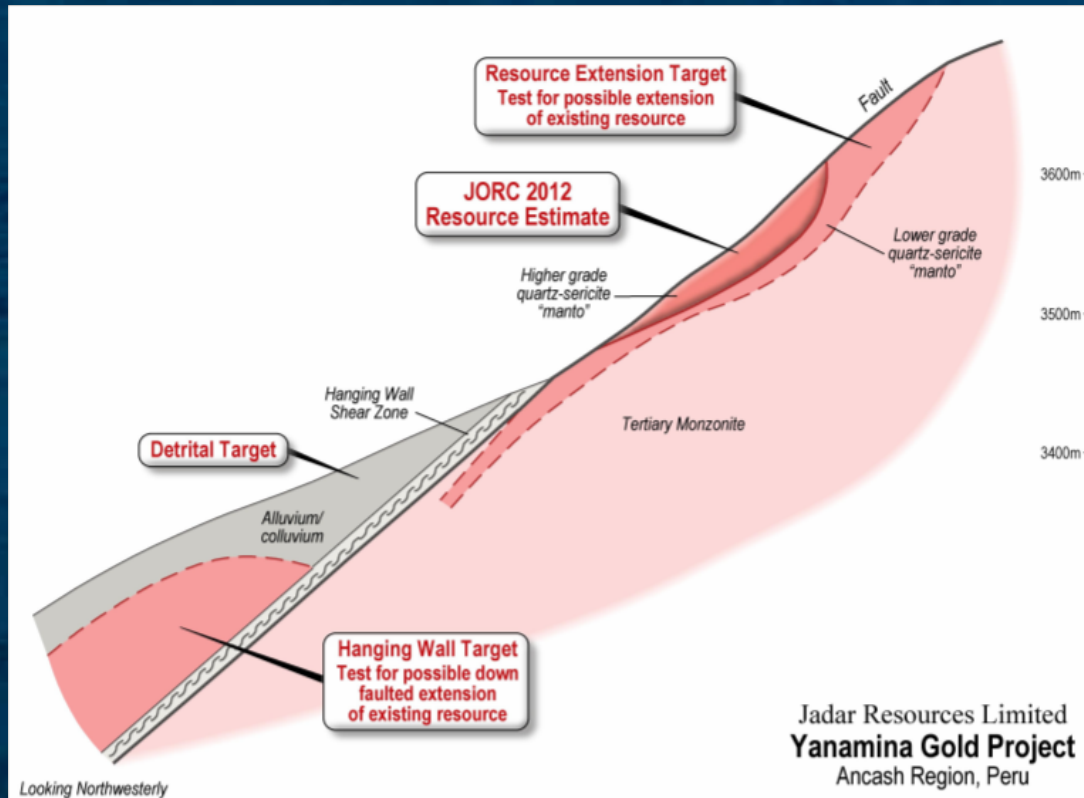 Resource Extension Target
Test for possible extension
of existing resource
Fault
3600m
JORC 2012
Resource Estimate
Lower grade
quartz-sericite
"manto"
Higher grade
quartz-sericite
"manto"
3500m
Hanging Wall
Shear Zone
Tertiary Monzonite
3400m
Detrital Target
Alluvium/
colluvium
Hanging Wall Target
Test for possible down
faulted extension
of existing resource
Jadar Resources Limited
Yanamina Gold Project
Ancash Region, Peru
Looking Northwesterly